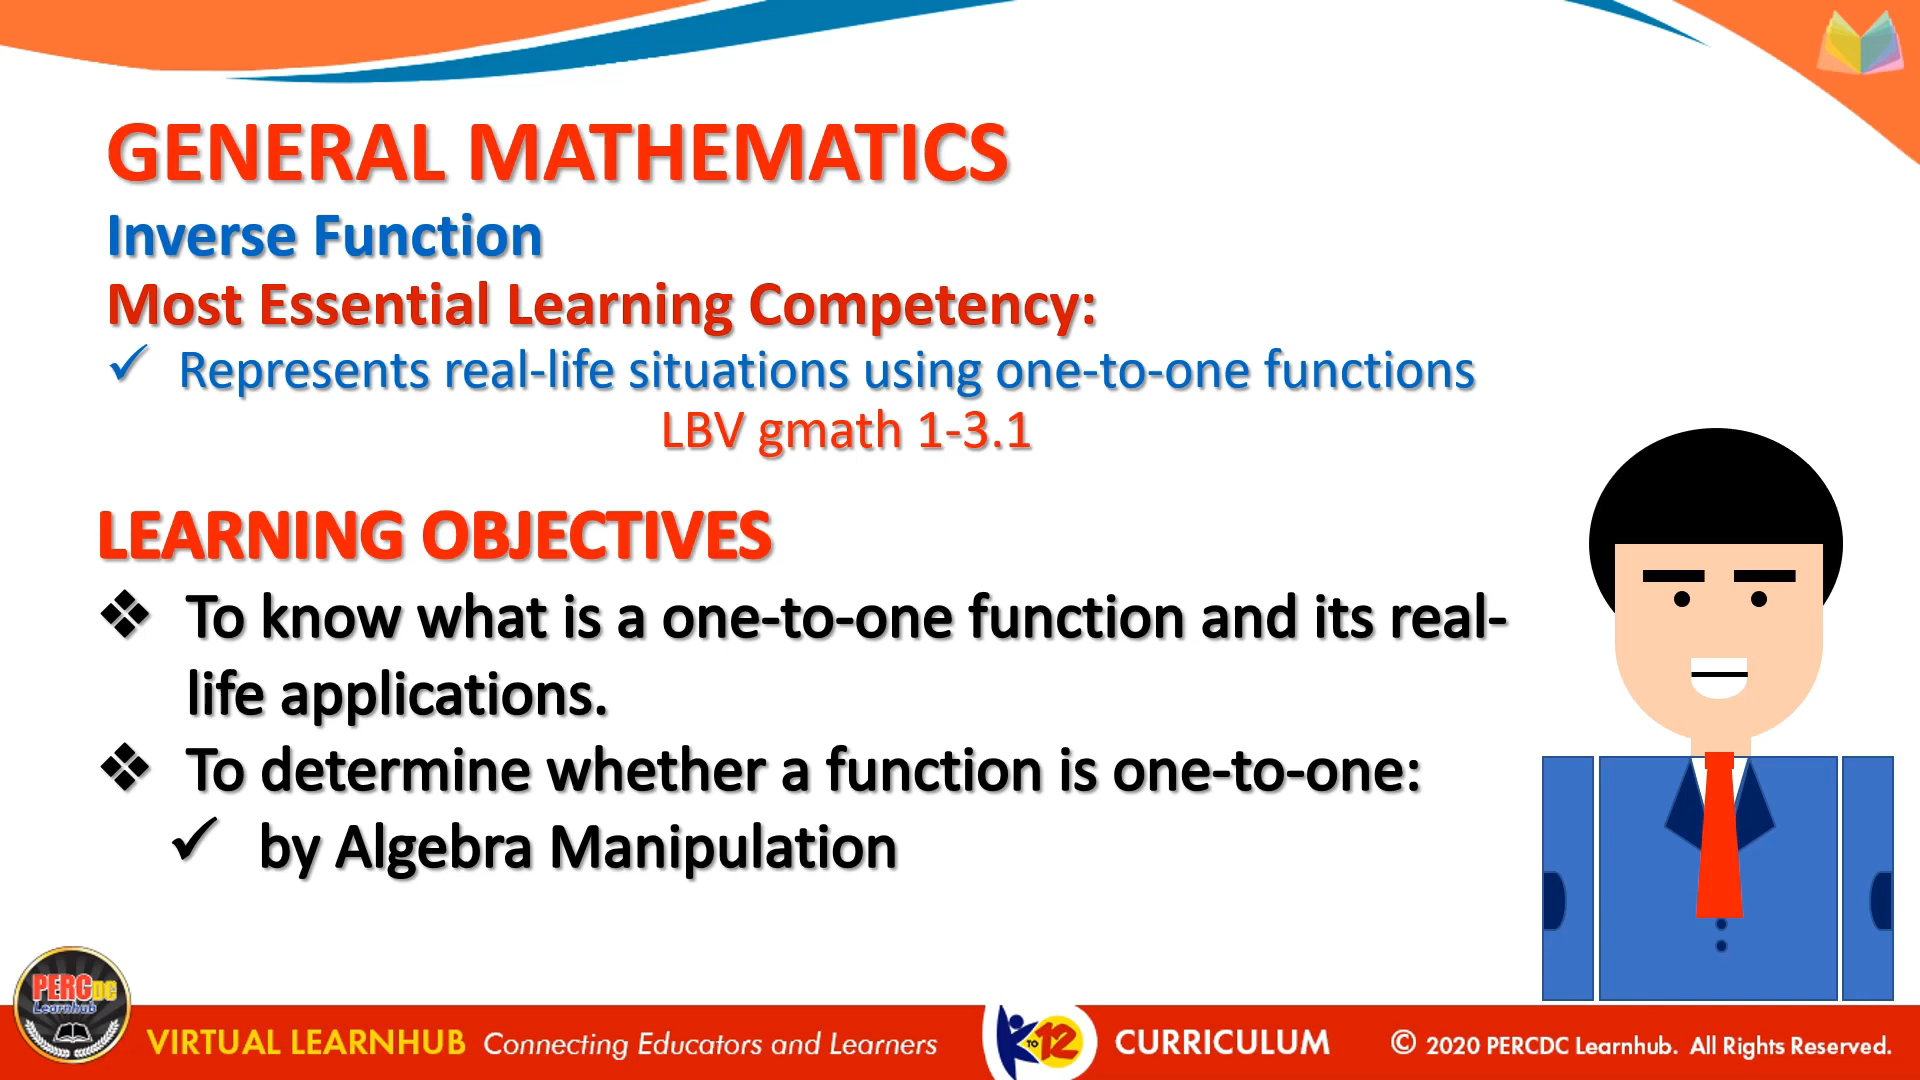 GENERAL MATHEMATICS
Inverse Function
Most Essential Learning Competency:
✓ Represents real-life situations using one-to-one functions
LBV gmath 1-3.1
LEARNING OBJECTIVES
❖ To know what is a one-to-one function and its real-
life applications.
❖ To determine whether a function is one-to-one:
✓ by Algebra Manipulation
PERCDC
Learnhub
VIRTUAL LEARNHUB Connecting Educators and Learners
K TO 12 CURRICULUM
© 2020 PERCDC Learnhub. All Rights Reserved.